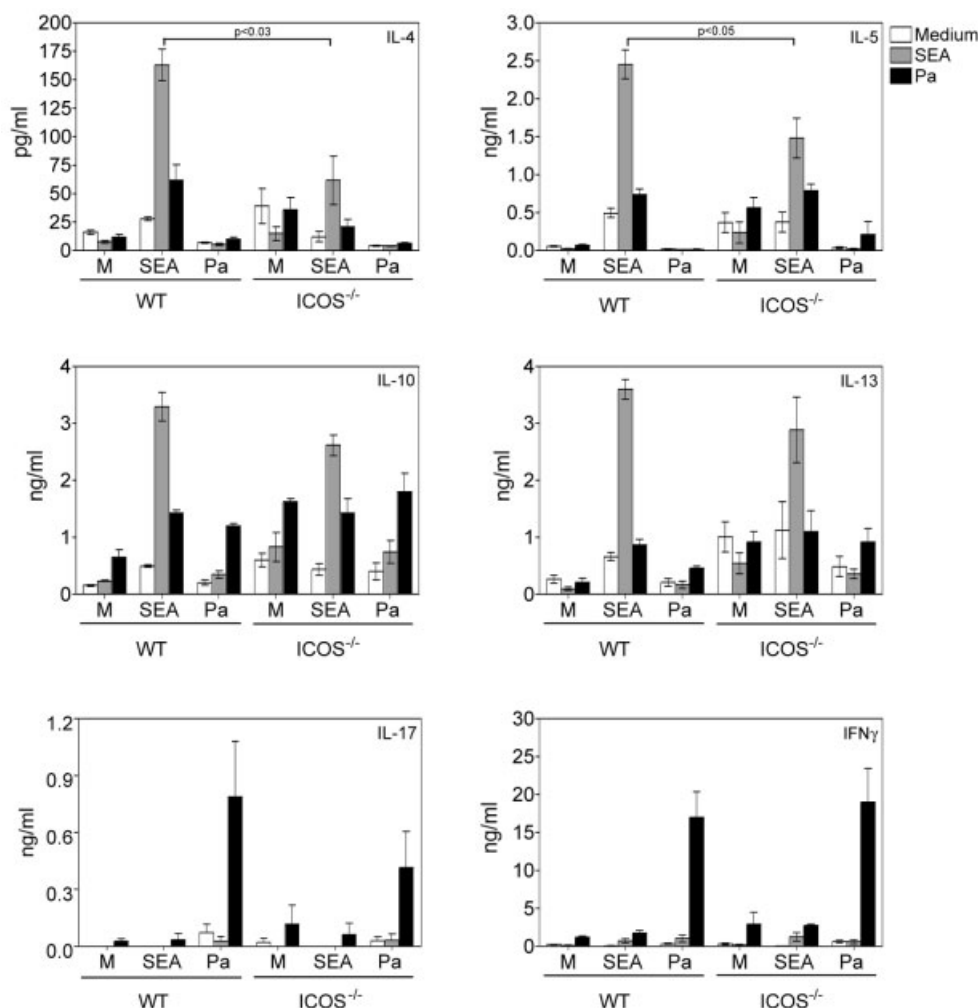 200
175
150
125
100
75
50
25
0
pg/ml
p<0.03
IL-4
M SEA Pa M SEA Pa
WT ICOS-/-
3.0
2.5
2.0
1.5
1.0
0.5
0.0
ng/ml
p<0.05
IL-5
M SEA Pa M SEA Pa
WT ICOS-/-
Medium
SEA
Pa
4
3
2
1
0
ng/ml
IL-10
M SEA Pa M SEA Pa
WT ICOS-/-
4
3
2
1
0
ng/ml
IL-13
M SEA Pa M SEA Pa
WT ICOS-/-
1.2
0.9
0.6
0.3
0.0
ng/ml
IL-17
M SEA Pa M SEA Pa
WT ICOS-/-
30
25
20
15
10
5
0
ng/ml
IFNγ
M SEA Pa M SEA Pa
WT ICOS-/-